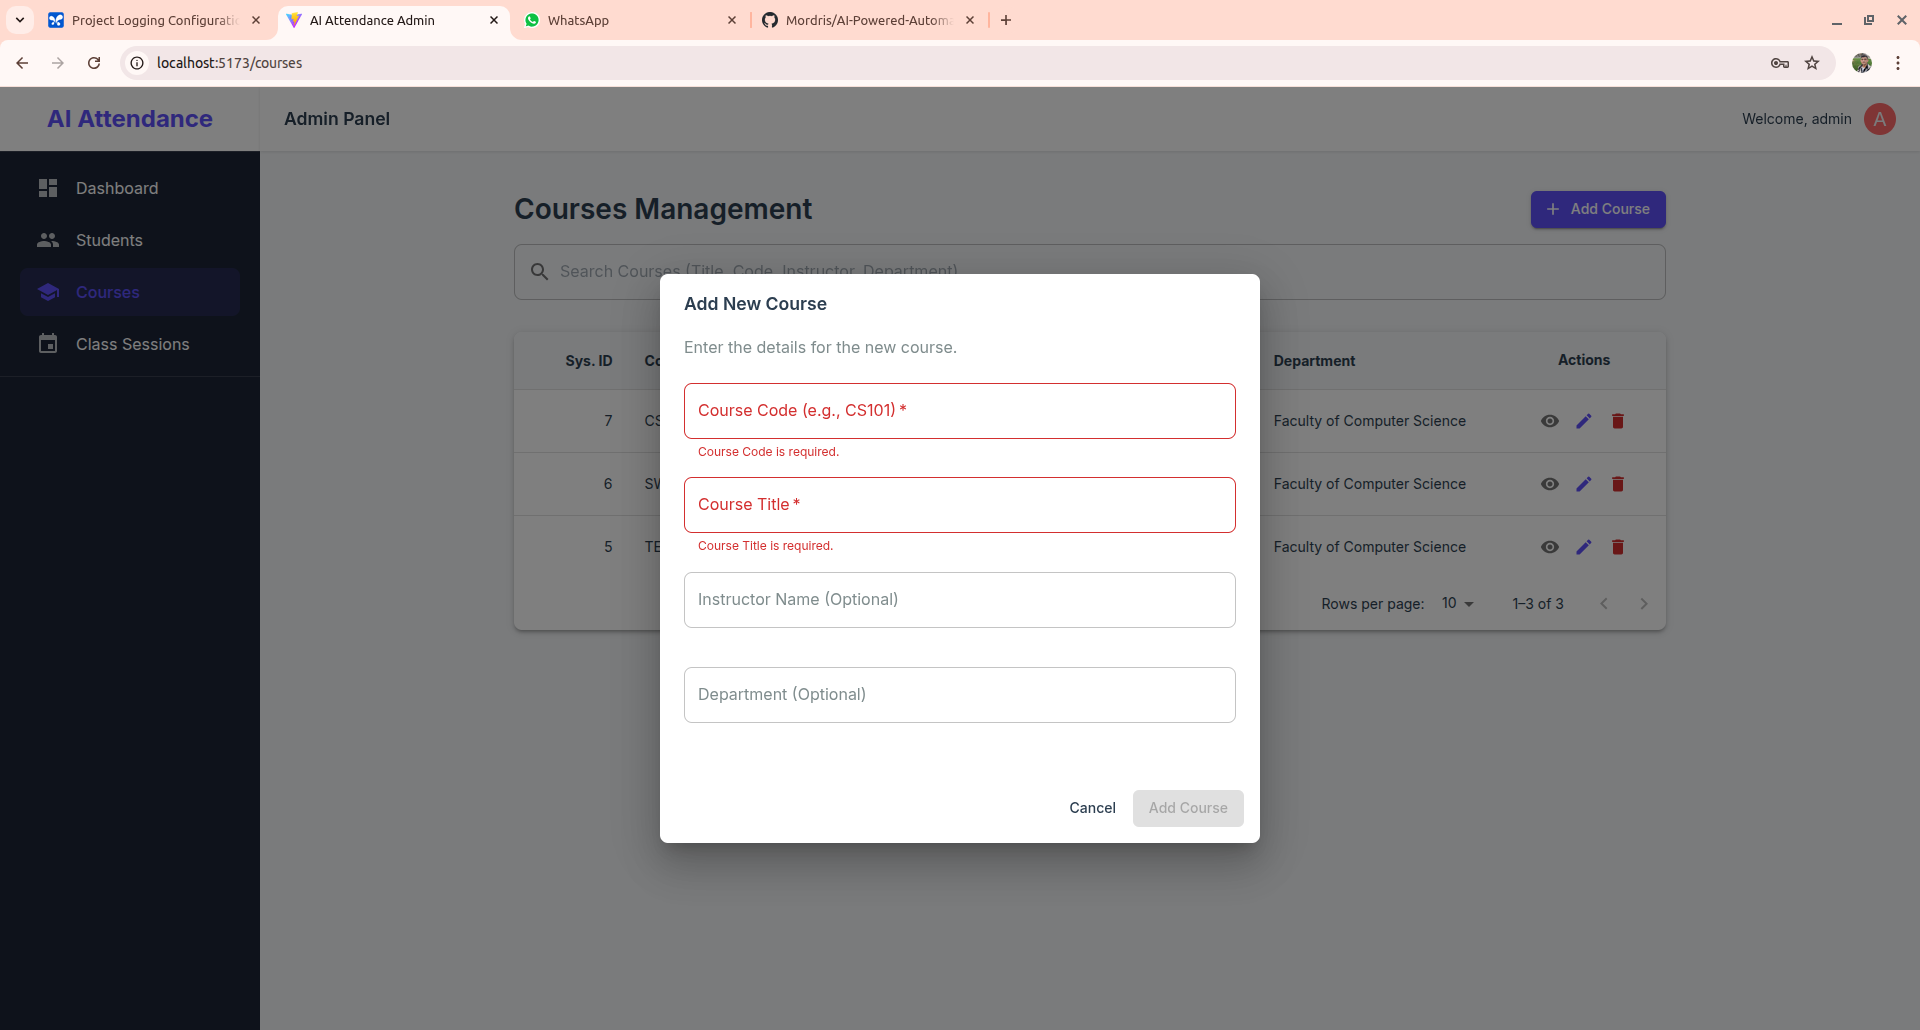 Project Logging Configurati
AI Attendance Admin
WhatsApp
Mordris/AI-Powered-Autom
localhost:5173/courses
AI Attendance
Admin Panel
Welcome, admin
A
Dashboard
Students
Courses
Class Sessions
Courses Management
+ Add Course
Search Courses (Title, Code, Instructor, Department)
Sys. ID
Department
Actions
7
Faculty of Computer Science
6
Faculty of Computer Science
5
Faculty of Computer Science
Rows per page: 10
1–3 of 3
Add New Course
Enter the details for the new course.
Course Code (e.g., CS101) *
Course Code is required.
Course Title *
Course Title is required.
Instructor Name (Optional)
Department (Optional)
Cancel
Add Course